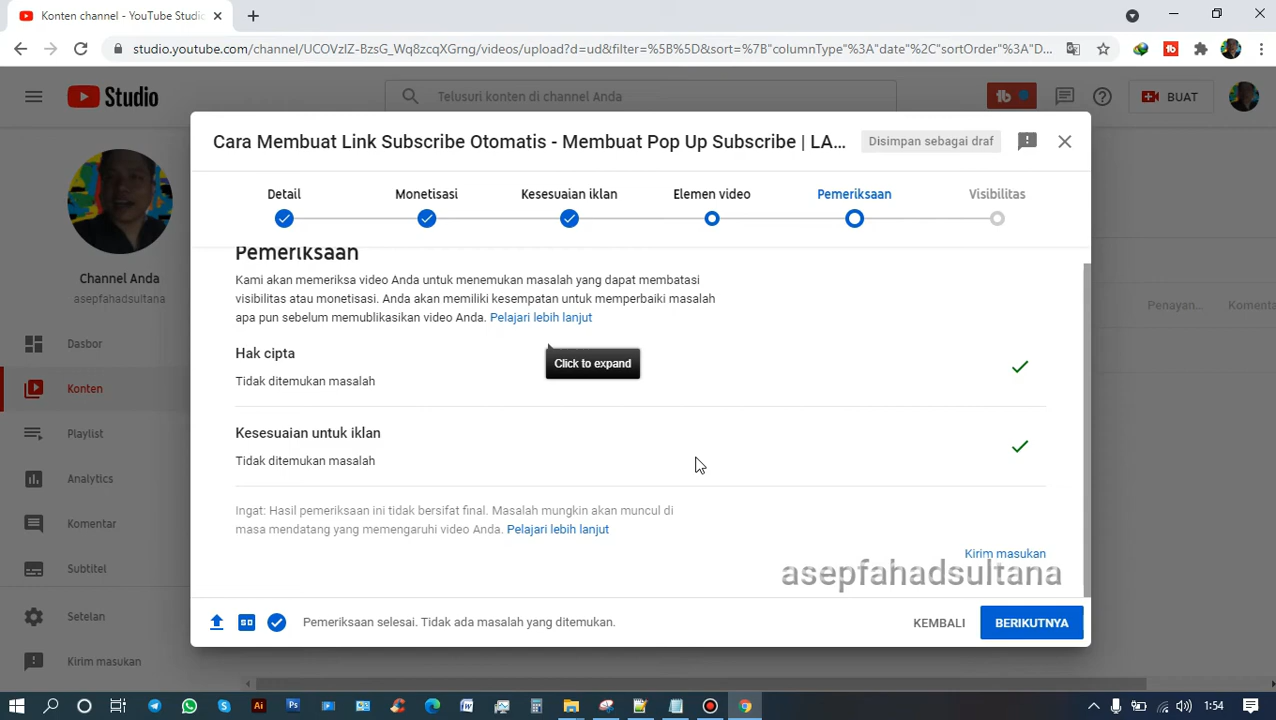 Konten channel - YouTube Studio
studio.youtube.com/channel/UCOVzIZ-BzsG_Wq8zcqXGrng/videos/upload?d=ud&filter=%5B%5D&sort=%7B"columnType"%3A"date"%2C"sortOrder"%3A"D...
Studio
Telusuri konten di channel Anda
BUAT
Cara Membuat Link Subscribe Otomatis - Membuat Pop Up Subscribe | LA...
Disimpan sebagai draf
Detail
Monetisasi
Kesesuaian iklan
Elemen video
Pemeriksaan
Visibilitas
Channel Anda
asepfahadsultana
Dasbor
Konten
Playlist
Analytics
Komentar
Subtitel
Setelan
Kirim masukan
Pemeriksaan
Kami akan memeriksa video Anda untuk menemukan masalah yang dapat membatasi
visibilitas atau monetisasi. Anda akan memiliki kesempatan untuk memperbaiki masalah
apa pun sebelum memublikasikan video Anda. Pelajari lebih lanjut
Hak cipta
Click to expand
Tidak ditemukan masalah
Kesesuaian untuk iklan
Tidak ditemukan masalah
Ingat: Hasil pemeriksaan ini tidak bersifat final. Masalah mungkin akan muncul di
masa mendatang yang memengaruhi video Anda. Pelajari lebih lanjut
Kirim masukan
asepfahadsultana
Penayan...
Komenta
SD
Pemeriksaan selesai. Tidak ada masalah yang ditemukan.
KEMBALI
BERIKUTNYA
1:54